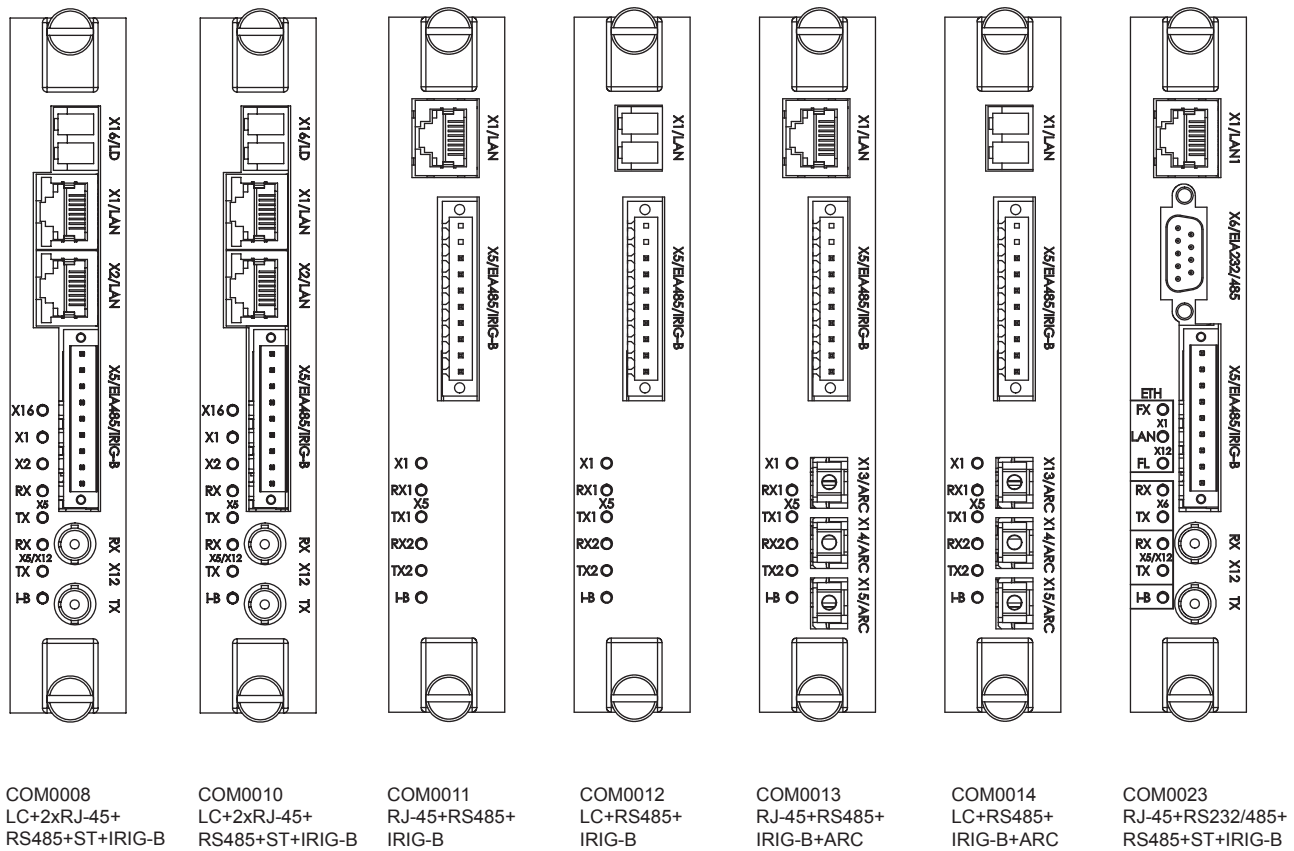 X16/LD
X1/LAN
X2/LAN
X5/EIA485/IRIG-B
X16
X1
X2
RX
X5
TX
RX
X5/X12
TX
I-B
RX X12 TX
COM0008
LC+2xRJ-45+
RS485+ST+IRIG-B
X16/LD
X1/LAN
X2/LAN
X5/EIA485/IRIG-B
X16
X1
X2
RX
X5
TX
RX
X5/X12
TX
I-B
RX X12 TX
COM0010
LC+2xRJ-45+
RS485+ST+IRIG-B
X1/LAN
X5/EIA485/IRIG-B
X1
RX1
X5
TX1
RX2
TX2
I-B
COM0011
RJ-45+RS485+
IRIG-B
X1/LAN
X5/EIA485/IRIG-B
X1
RX1
X5
TX1
RX2
TX2
I-B
COM0012
LC+RS485+
IRIG-B
X1/LAN
X5/EIA485/IRIG-B
X1
RX1
X5
TX1
RX2
TX2
I-B
X13/ARC X14/ARC X15/ARC
COM0013
RJ-45+RS485+
IRIG-B+ARC
X1/LAN
X5/EIA485/IRIG-B
X1
RX1
X5
TX1
RX2
TX2
I-B
X13/ARC X14/ARC X15/ARC
COM0014
LC+RS485+
IRIG-B+ARC
X1/LAN1
X6/EIA232/485
X5/EIA485/IRIG-B
ETH
FX
X1
LAN
X12
FL
RX
X6
TX
RX
X5/X12
TX
I-B
RX X12 TX
COM0023
RJ-45+RS232/485+
RS485+ST+IRIG-B